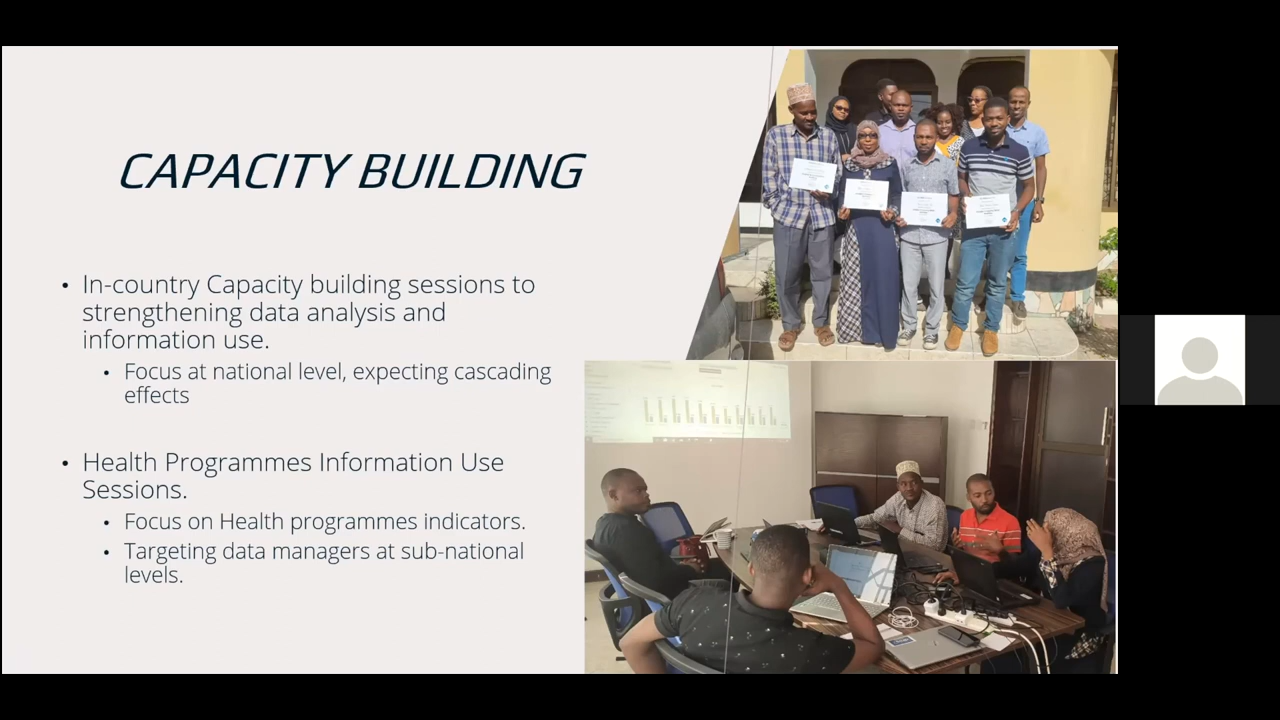 CAPACITY BUILDING
• In-country Capacity building sessions to
strengthening data analysis and
information use.
• Focus at national level, expecting cascading
effects
• Health Programmes Information Use
Sessions.
• Focus on Health programmes indicators.
• Targeting data managers at sub-national
levels.